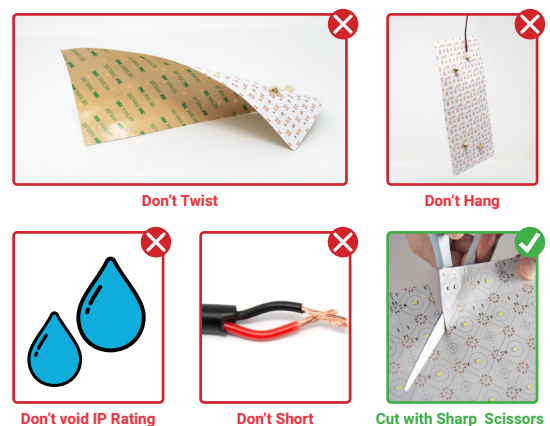 Don't Twist
Don't Hang
Don't void IP Rating
Don't Short
Cut with Sharp Scissors